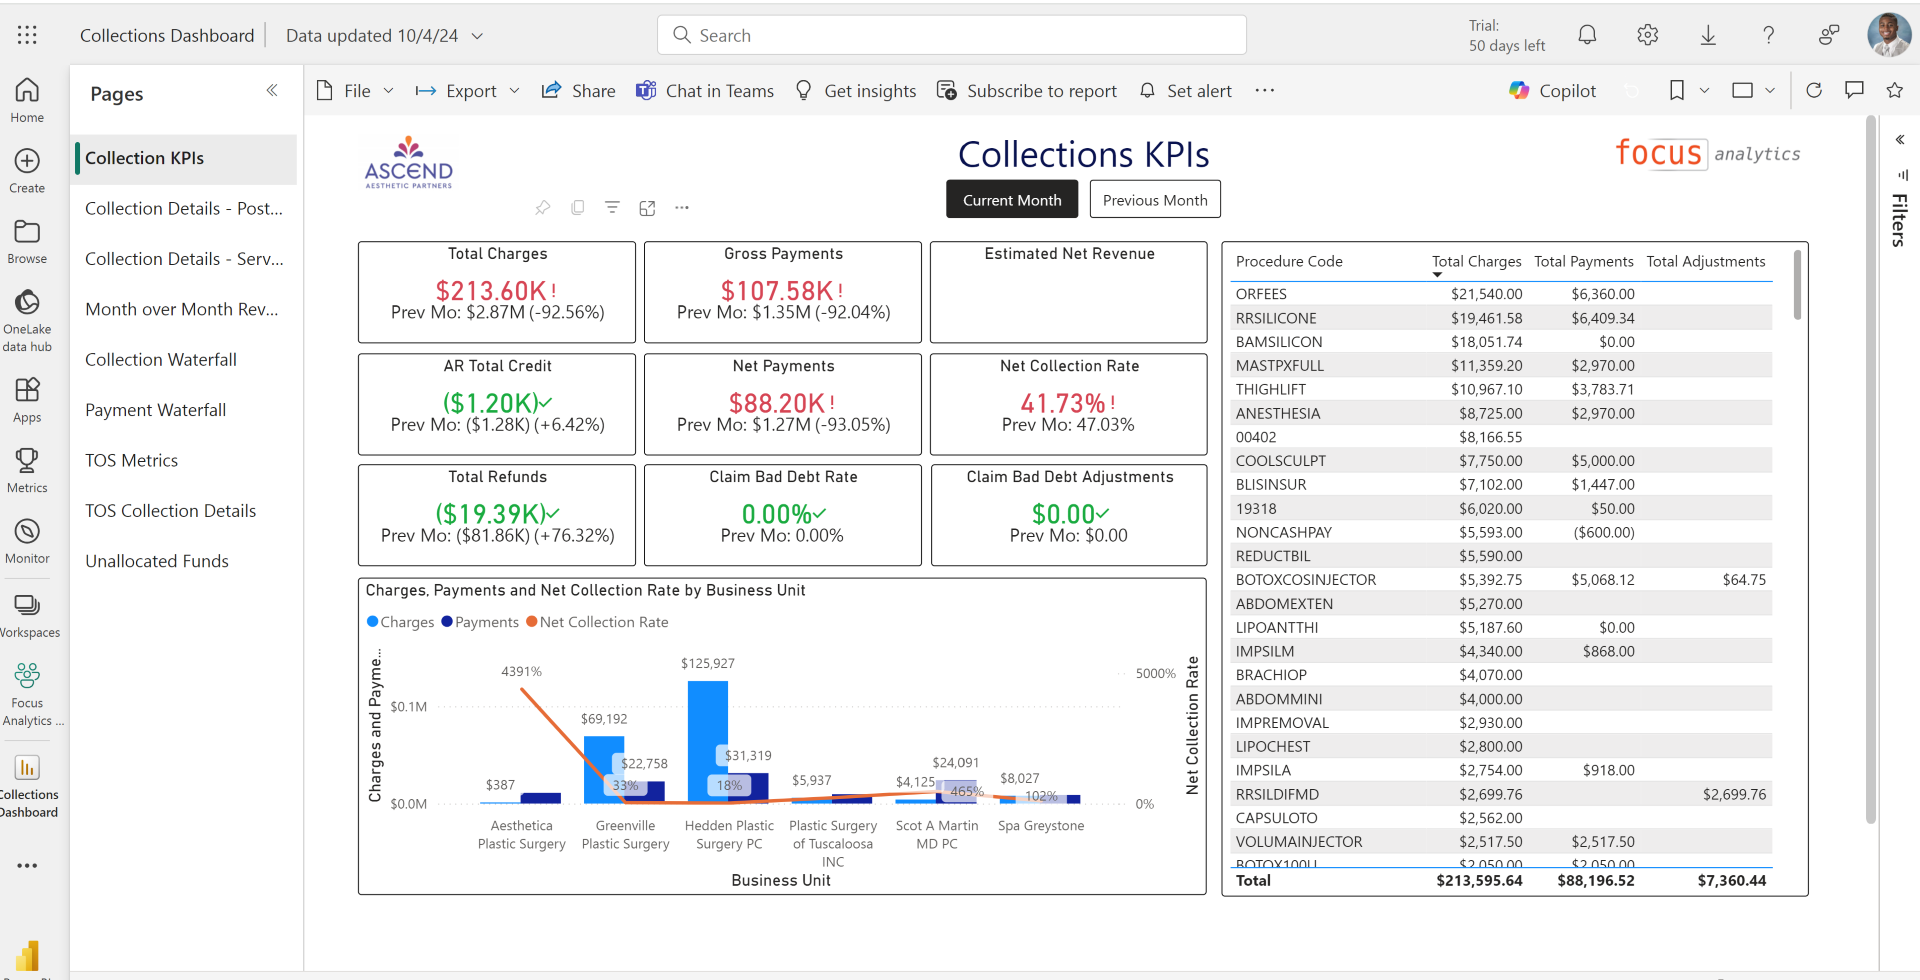 Collections Dashboard
Data updated 10/4/24
Search
Trial:
50 days left
Home
Create
Browse
OneLake
data hub
Apps
Metrics
Monitor
Workspaces
Focus
Analytics ...
Collections
Dashboard
Pages
Collection KPIs
Collection Details - Post...
Collection Details - Serv...
Month over Month Rev...
Collection Waterfall
Payment Waterfall
TOS Metrics
TOS Collection Details
Unallocated Funds
File
Export
Share
Chat in Teams
Get insights
Subscribe to report
Set alert
Copilot
ASCEND
AESTHETIC PARTNERS
Collections KPIs
Current Month
Previous Month
focus analytics
Filters
Total Charges
$213.60K!
Prev Mo: $2.87M (-92.56%)
Gross Payments
$107.58K!
Prev Mo: $1.35M (-92.04%)
Estimated Net Revenue
AR Total Credit
($1.20K)
Prev Mo: ($1.28K) (+6.42%)
Net Payments
$88.20K!
Prev Mo: $1.27M (-93.05%)
Net Collection Rate
41.73%!
Prev Mo: 47.03%
Total Refunds
($19.39K)
Prev Mo: ($81.86K) (+76.32%)
Claim Bad Debt Rate
0.00%
Prev Mo: 0.00%
Claim Bad Debt Adjustments
$0.00
Prev Mo: $0.00
Charges, Payments and Net Collection Rate by Business Unit
Charges Payments Net Collection Rate
Charges and Payme...
$0.1M
$0.0M
4391%
$387
$69,192
$22,758
33%
$125,927
$31,319
18%
$5,937
$4,125
$24,091
465%
$8,027
102%
5000%
0%
Net Collection Rate
Aesthetica
Plastic Surgery
Greenville
Plastic Surgery
Hedden Plastic
Surgery PC
Plastic Surgery
of Tuscaloosa
INC
Scot A Martin
MD PC
Spa Greystone
Business Unit
Procedure Code Total Charges Total Payments Total Adjustments
ORFEES $21,540.00 $6,360.00
RRSILICONE $19,461.58 $6,409.34
BAMSILICON $18,051.74 $0.00
MASTPXFULL $11,359.20 $2,970.00
THIGHLIFT $10,967.10 $3,783.71
ANESTHESIA $8,725.00 $2,970.00
00402 $8,166.55
COOLSCULPT $7,750.00 $5,000.00
BLISINSUR $7,102.00 $1,447.00
19318 $6,020.00 $50.00
NONCASHPAY $5,593.00 ($600.00)
REDUCTBIL $5,590.00
BOTOXCOSINJECTOR $5,392.75 $5,068.12 $64.75
ABDOMEXTEN $5,270.00
LIPOANTTHI $5,187.60 $0.00
IMPSILM $4,340.00 $868.00
BRACHIOP $4,070.00
ABDOMMINI $4,000.00
IMPREMOVAL $2,930.00
LIPOCHEST $2,800.00
IMPSILA $2,754.00 $918.00
RRSILDIFMD $2,699.76 $2,699.76
CAPSULOTO $2,562.00
VOLUMAINJECTOR $2,517.50 $2,517.50
BOTOX100U $2,050.00 $2,050.00
Total $213,595.64 $88,196.52 $7,360.44